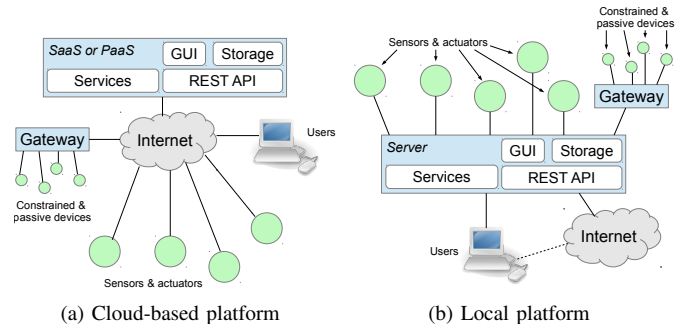 SaaS or PaaS
GUI
Storage
Services
REST API
Gateway
Internet
Users
Constrained &
passive devices
Sensors & actuators
(a) Cloud-based platform
Constrained &
passive devices
Sensors & actuators
Gateway
Server
GUI
Storage
Services
REST API
Users
Internet
(b) Local platform